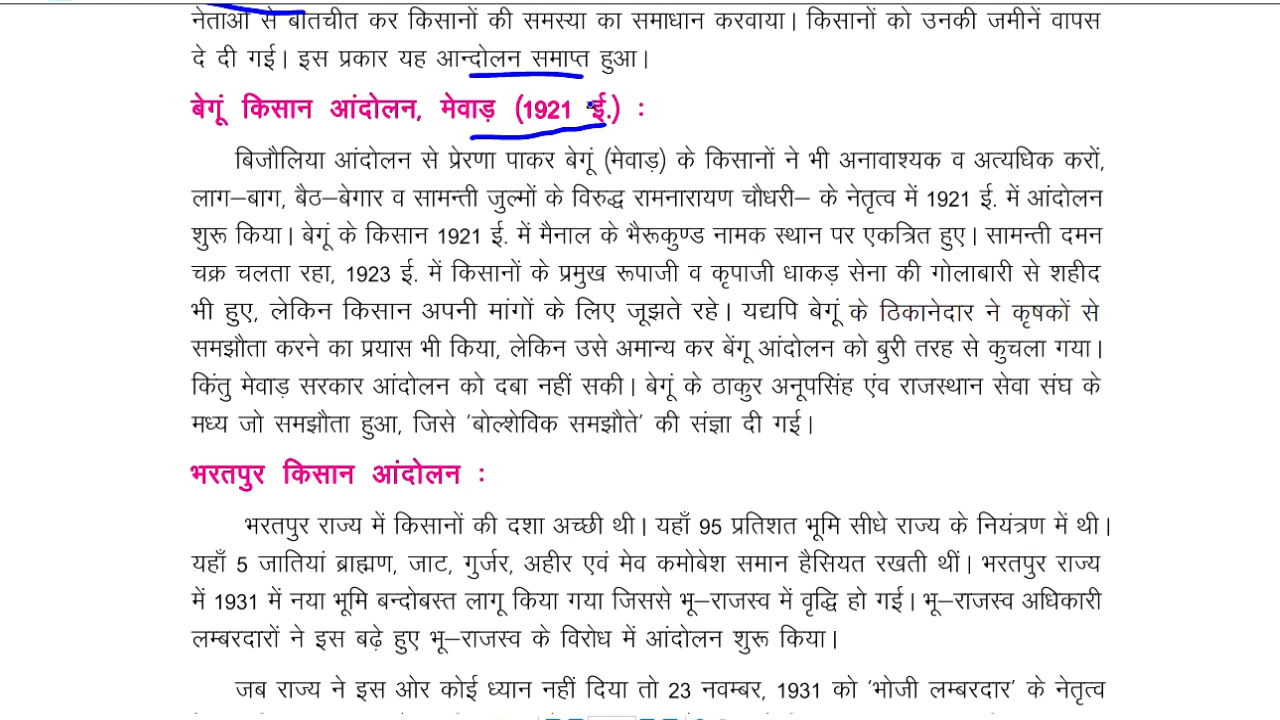 नेताओं से बातचीत कर किसानों की समस्या का समाधान करवाया। किसानों को उनकी जमीनें वापस
दे दी गई। इस प्रकार यह आन्दोलन समाप्त हुआ।
बेगूं किसान आंदोलन, मेवाड़ (1921 ई.) :
बिजौलिया आंदोलन से प्रेरणा पाकर बेगूं (मेवाड़) के किसानों ने भी अनावाश्यक व अत्यधिक करों,
लाग–बाग, बैठ–बेगार व सामन्ती जुल्मों के विरुद्ध रामनारायण चौधरी– के नेतृत्व में 1921 ई. में आंदोलन
शुरू किया। बेगूं के किसान 1921 ई. में मैनाल के भैरूकुण्ड नामक स्थान पर एकत्रित हुए। सामन्ती दमन
चक्र चलता रहा, 1923 ई. में किसानों के प्रमुख रूपाजी व कृपाजी धाकड़ सेना की गोलाबारी से शहीद
भी हुए, लेकिन किसान अपनी मांगों के लिए जूझते रहे। यद्यपि बेगूं के ठिकानेदार ने कृषकों से
समझौता करने का प्रयास भी किया, लेकिन उसे अमान्य कर बेंगू आंदोलन को बुरी तरह से कुचला गया।
किंतु मेवाड़ सरकार आंदोलन को दबा नहीं सकी। बेगूं के ठाकुर अनूपसिंह एंव राजस्थान सेवा संघ के
मध्य जो समझौता हुआ, जिसे 'बोल्शेविक समझौते' की संज्ञा दी गई।
भरतपुर किसान आंदोलन :
भरतपुर राज्य में किसानों की दशा अच्छी थी। यहाँ 95 प्रतिशत भूमि सीधे राज्य के नियंत्रण में थी।
यहाँ 5 जातियां ब्राह्मण, जाट, गुर्जर, अहीर एवं मेव कमोबेश समान हैसियत रखती थीं। भरतपुर राज्य
में 1931 में नया भूमि बन्दोबस्त लागू किया गया जिससे भू–राजस्व में वृद्धि हो गई। भू–राजस्व अधिकारी
लम्बरदारों ने इस बढ़े हुए भू–राजस्व के विरोध में आंदोलन शुरू किया।
जब राज्य ने इस ओर कोई ध्यान नहीं दिया तो 23 नवम्बर, 1931 को 'भोजी लम्बरदार' के नेतृत्व